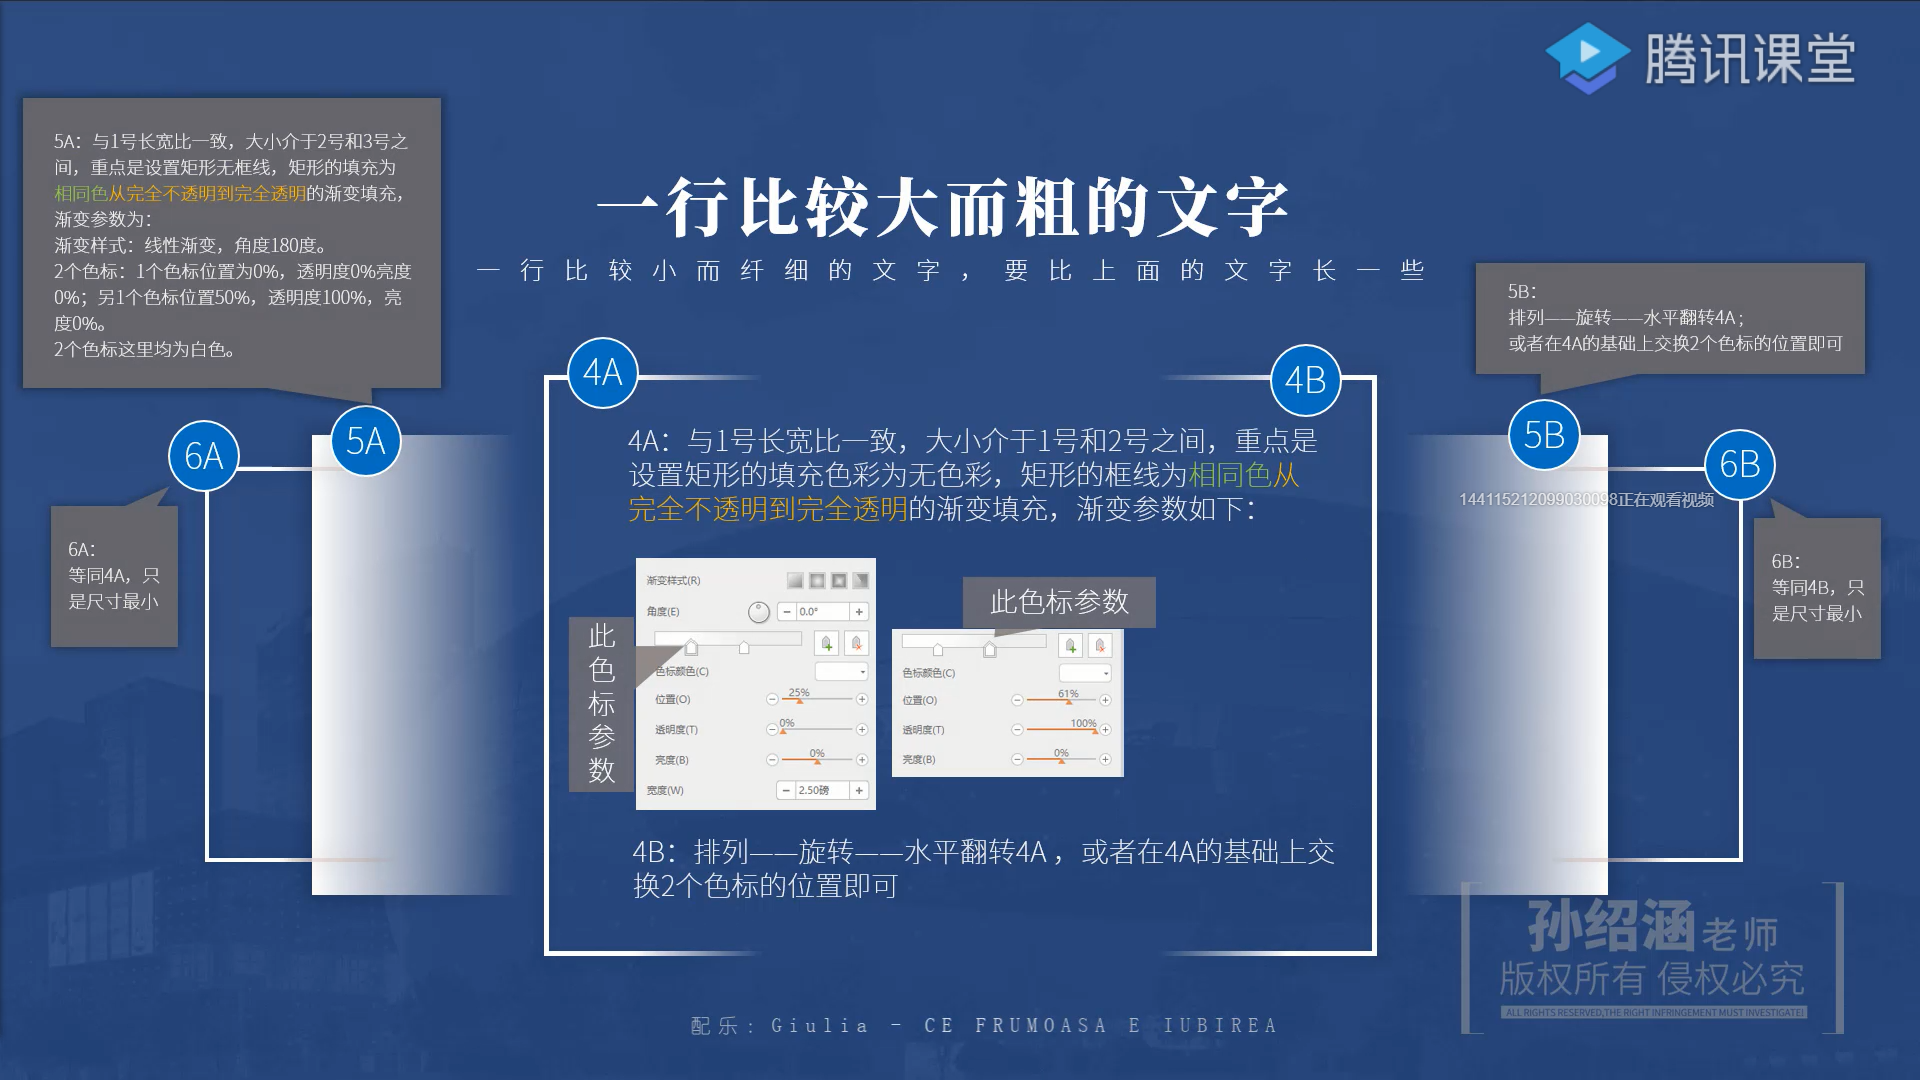 腾讯课堂
5A：与1号长宽比一致，大小介于2号和3号之
间，重点是设置矩形无框线，矩形的填充为
相同色从完全不透明到完全透明的渐变填充，
渐变参数为：
渐变样式：线性渐变，角度180度。
2个色标：1个色标位置为0%，透明度0%亮度
0%；另1个色标位置50%，透明度100%，亮
度0%。
2个色标这里均为白色。
一行比较大而粗的文字
一行比较小而纤细的文字，要比上面的文字长一些
5B：
排列——旋转——水平翻转4A；
或者在4A的基础上交换2个色标的位置即可
4A
4B
5A
5B
6A
6B
4A：与1号长宽比一致，大小介于1号和2号之间，重点是
设置矩形的填充色彩为无色彩，矩形的框线为相同色从
完全不透明到完全透明的渐变填充，渐变参数如下：
144115212099030098正在观看视频
6A：
等同4A，只
是尺寸最小
6B：
等同4B，只
是尺寸最小
此色标参数
渐变样式(R)
角度(E)
0.0°
色标颜色(C)
位置(O)
25%
透明度(T)
0%
亮度(B)
0%
宽度(W)
2.50磅
此色标参数
色标颜色(C)
位置(O)
61%
透明度(T)
100%
亮度(B)
0%
4B：排列——旋转——水平翻转4A，或者在4A的基础上交
换2个色标的位置即可
孙绍涵老师
版权所有 侵权必究
ALL RIGHTS RESERVED,THE RIGHT INFRINGEMENT MUST INVESTIGATE!
配乐：Giulia - CE FRUMOASA E IUBIREA